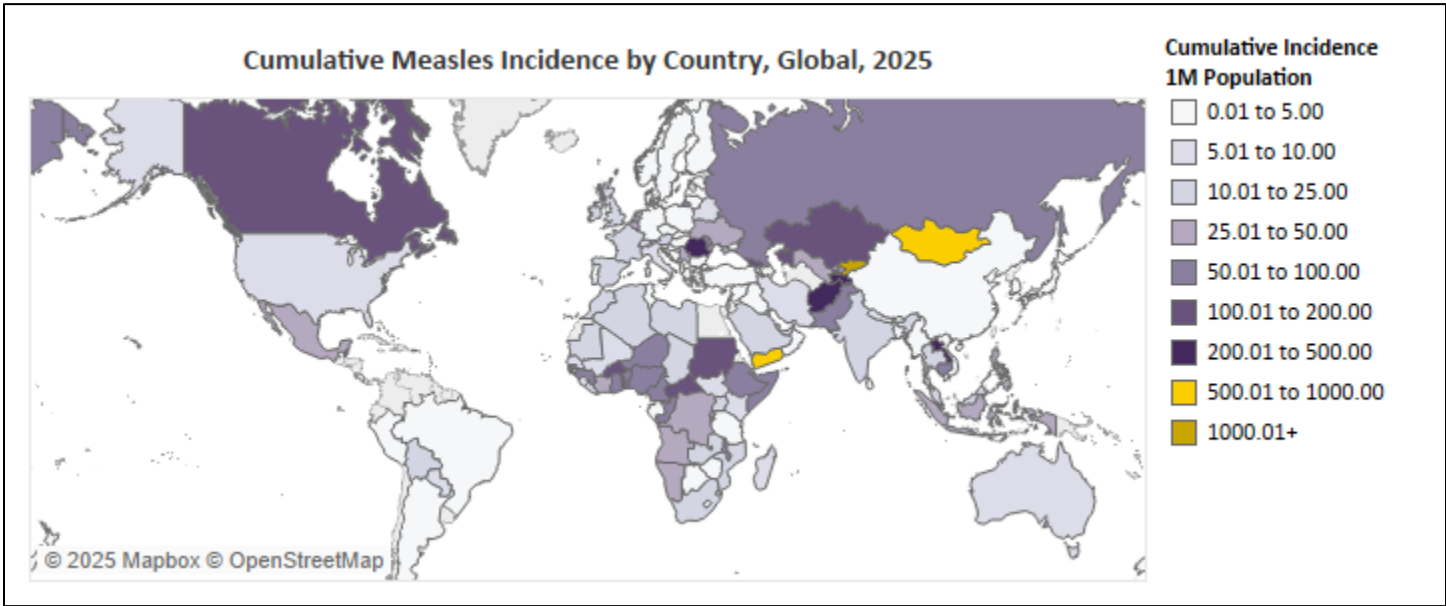 Cumulative Measles Incidence by Country, Global, 2025
Cumulative Incidence
1M Population
0.01 to 5.00
5.01 to 10.00
10.01 to 25.00
25.01 to 50.00
50.01 to 100.00
100.01 to 200.00
200.01 to 500.00
500.01 to 1000.00
1000.01+
© 2025 Mapbox © OpenStreetMap